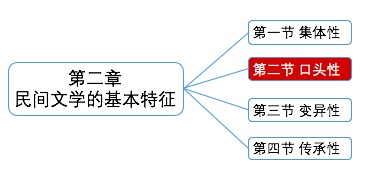 第二章
民间文学的基本特征
第一节 集体性
第二节 口头性
第三节 变异性
第四节 传承性